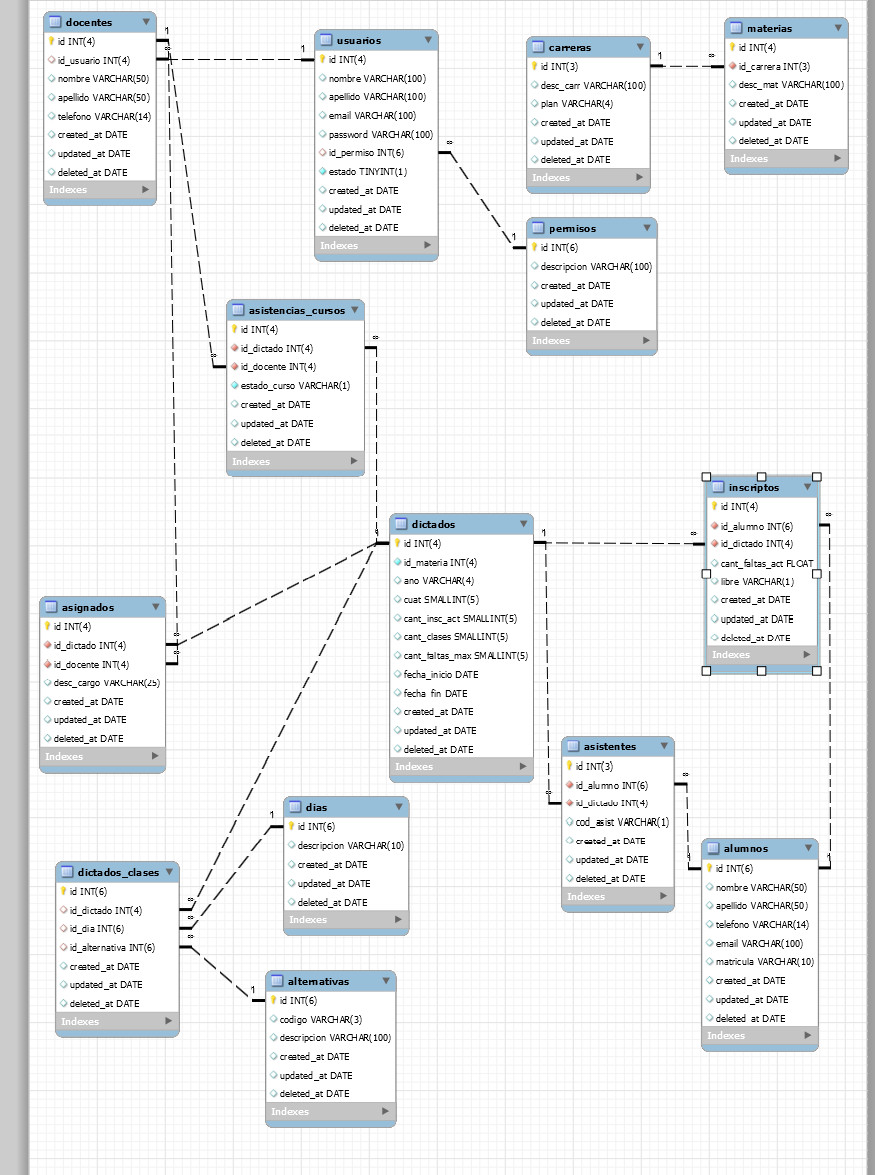 docentes
id INT(4)
id_usuario INT(4)
nombre VARCHAR(50)
apellido VARCHAR(50)
telefono VARCHAR(14)
created_at DATE
updated_at DATE
deleted_at DATE
Indexes
1
∞
1
usuarios
id INT(4)
nombre VARCHAR(100)
apellido VARCHAR(100)
email VARCHAR(100)
password VARCHAR(100)
id_permiso INT(6)
estado TINYINT(1)
created_at DATE
updated_at DATE
deleted_at DATE
Indexes
∞
1
carreras
id INT(3)
desc_carr VARCHAR(100)
plan VARCHAR(4)
created_at DATE
updated_at DATE
deleted_at DATE
Indexes
1
∞
materias
id INT(4)
id_carrera INT(3)
desc_mat VARCHAR(100)
created_at DATE
updated_at DATE
deleted_at DATE
Indexes
permisos
id INT(6)
descripcion VARCHAR(100)
created_at DATE
updated_at DATE
deleted_at DATE
Indexes
asistencias_cursos
id INT(4)
id_dictado INT(4)
id_docente INT(4)
estado_curso VARCHAR(1)
created_at DATE
updated_at DATE
deleted_at DATE
Indexes
∞
∞
inscriptos
id INT(4)
id_alumno INT(6)
id_dictado INT(4)
cant_faltas_act FLOAT
libre VARCHAR(1)
created_at DATE
updated_at DATE
deleted_at DATE
Indexes
∞
∞
dictados
id INT(4)
id_materia INT(4)
ano VARCHAR(4)
cuat SMALLINT(5)
cant_insc_act SMALLINT(5)
cant_clases SMALLINT(5)
cant_faltas_max SMALLINT(5)
fecha_inicio DATE
fecha_fin DATE
created_at DATE
updated_at DATE
deleted_at DATE
Indexes
1
1
asignados
id INT(4)
id_dictado INT(4)
id_docente INT(4)
desc_cargo VARCHAR(25)
created_at DATE
updated_at DATE
deleted_at DATE
Indexes
∞
∞
asistentes
id INT(3)
id_alumno INT(6)
id_dictado INT(4)
cod_asist VARCHAR(1)
created_at DATE
updated_at DATE
deleted_at DATE
Indexes
∞
∞
dias
id INT(6)
descripcion VARCHAR(10)
created_at DATE
updated_at DATE
deleted_at DATE
Indexes
1
alumnos
id INT(6)
nombre VARCHAR(50)
apellido VARCHAR(50)
telefono VARCHAR(14)
email VARCHAR(100)
matricula VARCHAR(10)
created_at DATE
updated_at DATE
deleted_at DATE
Indexes
1
1
dictados_clases
id INT(6)
id_dictado INT(4)
id_dia INT(6)
id_alternativa INT(6)
created_at DATE
updated_at DATE
deleted_at DATE
Indexes
∞
∞
∞
1
alternativas
id INT(6)
codigo VARCHAR(3)
descripcion VARCHAR(100)
created_at DATE
updated_at DATE
deleted_at DATE
Indexes